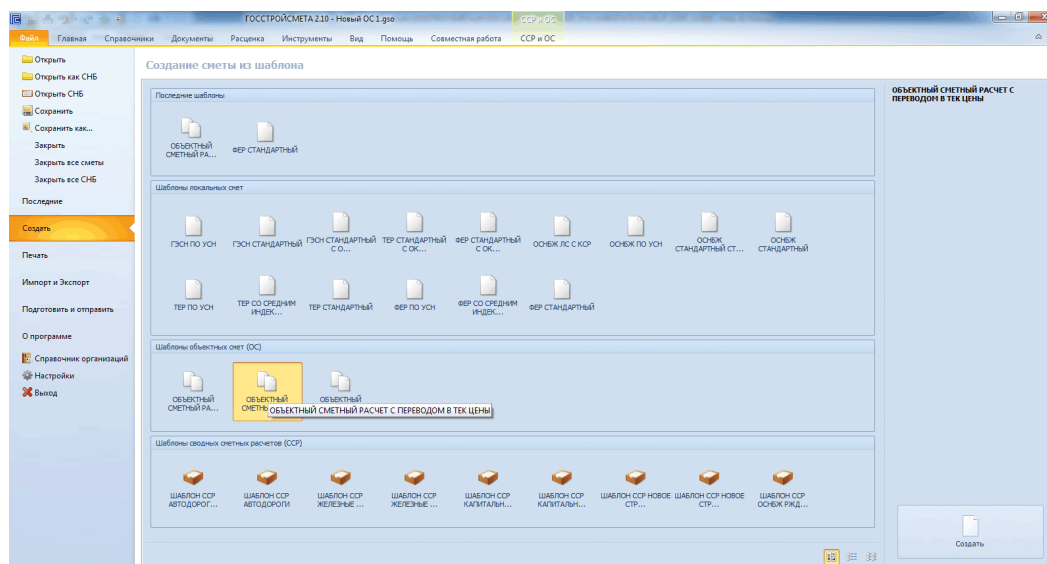 ГОССТРОЙСМЕТА 2.10 - Новый ОС 1.gso
ССР и ОС
Файл Главная Справочники Документы Расценка Инструменты Вид Помощь Совместная работа ССР и ОС
Открыть
Открыть как СНБ
Открыть СНБ
Сохранить
Сохранить как...
Закрыть
Закрыть все сметы
Закрыть все СНБ
Последние
Создать
Печать
Импорт и Экспорт
Подготовить и отправить
О программе
Справочник организаций
Настройки
Выход
Создание сметы из шаблона
Последние шаблоны
ОБЪЕКТНЫЙ
СМЕТНЫЙ РА...
ФЕР СТАНДАРТНЫЙ
Шаблоны локальных смет
ГЭСН ПО УСН
ГЭСН СТАНДАРТНЫЙ
ГЭСН СТАНДАРТНЫЙ
С О...
ТЕР СТАНДАРТНЫЙ
С ОК...
ФЕР СТАНДАРТНЫЙ
С ОК...
ОСНБЖ ЛС С КСР
ОСНБЖ ПО УСН
ОСНБЖ
СТАНДАРТНЫЙ СТ...
ОСНБЖ
СТАНДАРТНЫЙ
ТЕР ПО УСН
ТЕР СО СРЕДНИМ
ИНДЕК...
ТЕР СТАНДАРТНЫЙ
ФЕР ПО УСН
ФЕР СО СРЕДНИМ
ИНДЕК...
ФЕР СТАНДАРТНЫЙ
Шаблоны объектных смет (ОС)
ОБЪЕКТНЫЙ
СМЕТНЫЙ РА...
ОБЪЕКТНЫЙ
ОБЪЕКТНЫЙ
ОБЪЕКТНЫЙ СМЕТНЫЙ РАСЧЕТ С ПЕРЕВОДОМ В ТЕК ЦЕНЫ
Шаблоны сводных сметных расчетов (ССР)
ШАБЛОН ССР
АВТОДОРОГ...
ШАБЛОН ССР
АВТОДОРОГИ
ШАБЛОН ССР
ЖЕЛЕЗНЫЕ ...
ШАБЛОН ССР
ЖЕЛЕЗНЫЕ ...
ШАБЛОН ССР
КАПИТАЛЬН...
ШАБЛОН ССР
КАПИТАЛЬН...
ШАБЛОН ССР НОВОЕ
СТР...
ШАБЛОН ССР НОВОЕ
СТР...
ШАБЛОН ССР
ОСНБЖ РЖД...
ОБЪЕКТНЫЙ СМЕТНЫЙ РАСЧЕТ С
ПЕРЕВОДОМ В ТЕК ЦЕНЫ
Создать